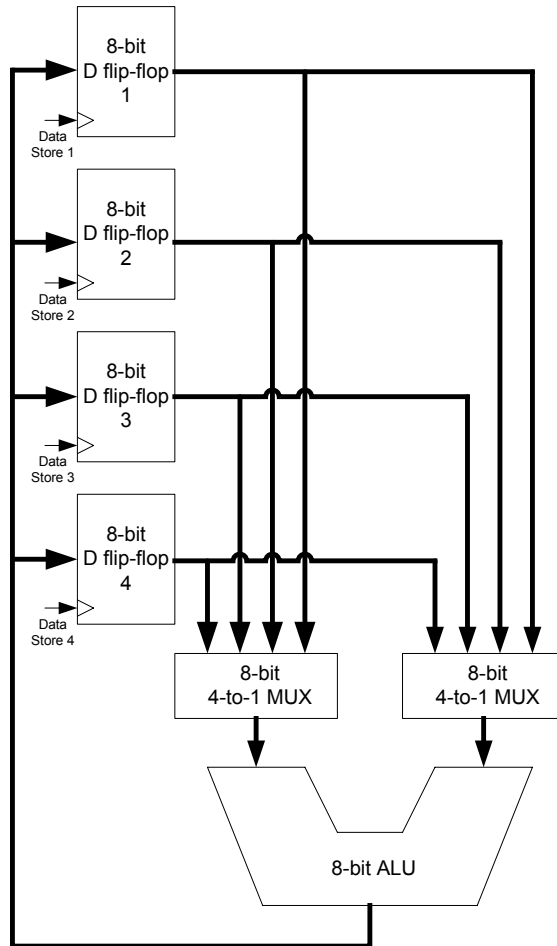 8-bit
D flip-flop
1
Data
Store 1
8-bit
D flip-flop
2
Data
Store 2
8-bit
D flip-flop
3
Data
Store 3
8-bit
D flip-flop
4
Data
Store 4
8-bit
4-to-1 MUX
8-bit
4-to-1 MUX
8-bit ALU